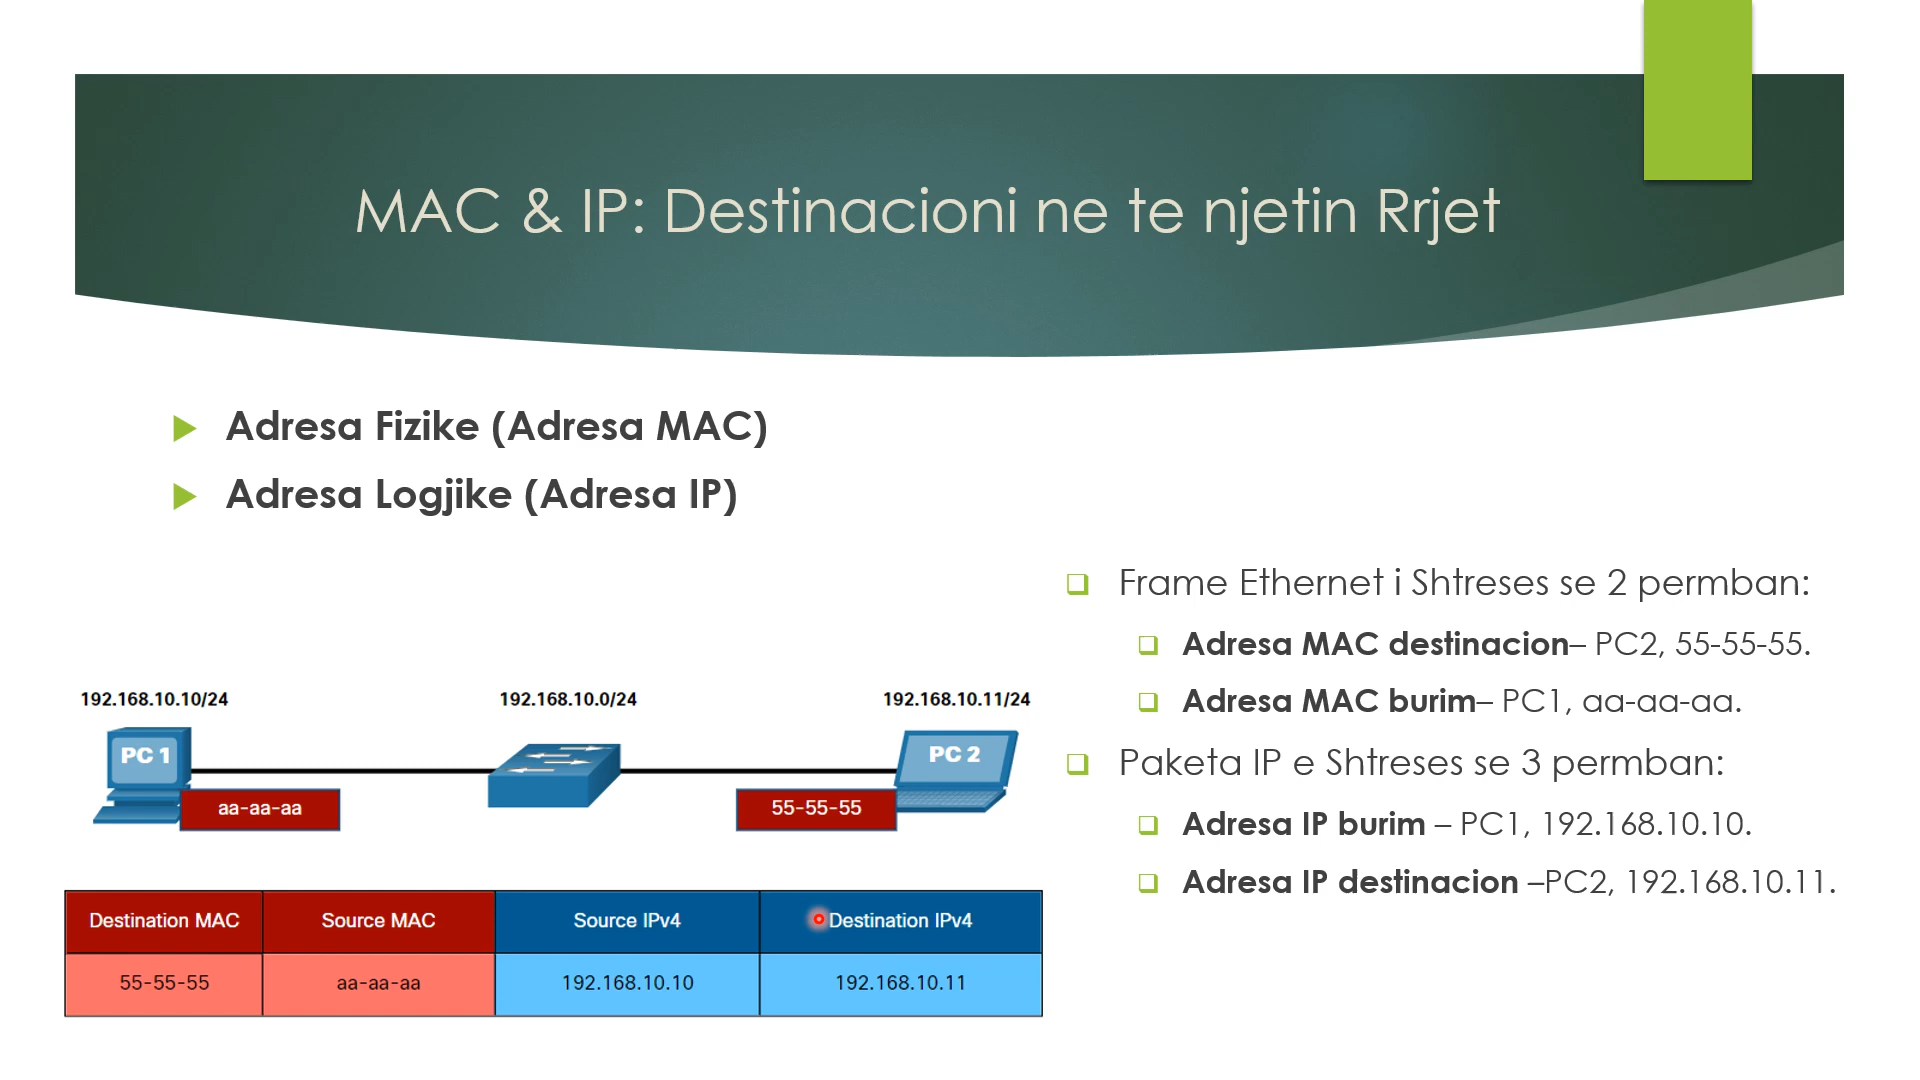 MAC & IP: Destinacioni ne te njetin Rrjet
Adresa Fizike (Adresa MAC)
Adresa Logjike (Adresa IP)
Frame Ethernet i Shtreses se 2 permban:
Adresa MAC destinacion– PC2, 55-55-55.
Adresa MAC burim– PC1, aa-aa-aa.
Paketa IP e Shtreses se 3 permban:
Adresa IP burim – PC1, 192.168.10.10.
Adresa IP destinacion –PC2, 192.168.10.11.
192.168.10.10/24 192.168.10.0/24 192.168.10.11/24
PC 1 PC 2
aa-aa-aa 55-55-55
Destination MAC Source MAC Source IPv4 Destination IPv4
55-55-55 aa-aa-aa 192.168.10.10 192.168.10.11